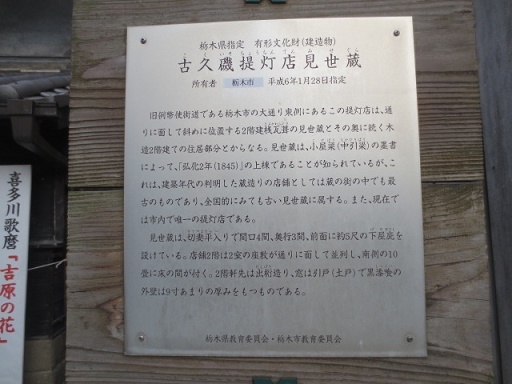 栃木県指定 有形文化財(建造物)
古久磯提灯店見世蔵
所有者 栃木市 平成6年1月28日指定
旧例幣使街道である栃木市の大通り東側にあるこの提灯店は、通
りに面して斜めに位置する2階建桟瓦葺の見世蔵とその奥に続く木
造2階建ての住居部分とからなる。見世蔵は、小屋梁(中引梁)の墨書
によって、「弘化2年(1845)」の上棟であることが知られているが、こ
れは、建築年代の判明した蔵造りの店舗としては蔵の街の中でも最
古のものであり、全国的にみても古い見世蔵に属する。また、現在で
は市内で唯一の提灯店である。
見世蔵は、切妻平入りで間口4間、奥行3間、前面に約5尺の下屋庇を
設けている。店舗2階は2室の座敷が通りに面して並列し、南側の10
畳に床の間が付く。2階軒先は出桁造り、窓は引戸(土戸)で黒漆喰の
外壁は9寸あまりの厚みをもつものである。
栃木県教育委員会・栃木市教育委員会
喜多川歌麿
「吉原の花」